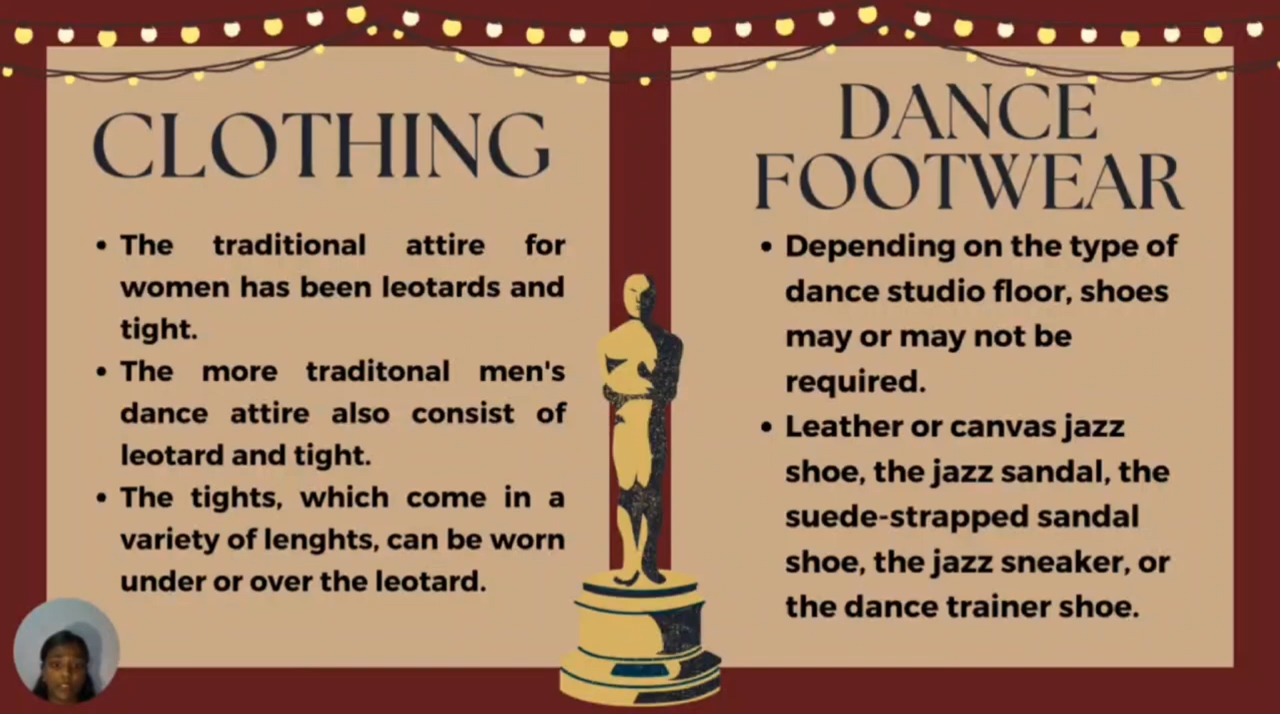 CLOTHING
• The traditional attire for
women has been leotards and
tight.
• The more traditonal men's
dance attire also consist of
leotard and tight.
• The tights, which come in a
variety of lenghts, can be worn
under or over the leotard.
DANCE
FOOTWEAR
• Depending on the type of
dance studio floor, shoes
may or may not be
required.
• Leather or canvas jazz
shoe, the jazz sandal, the
suede-strapped sandal
shoe, the jazz sneaker, or
the dance trainer shoe.